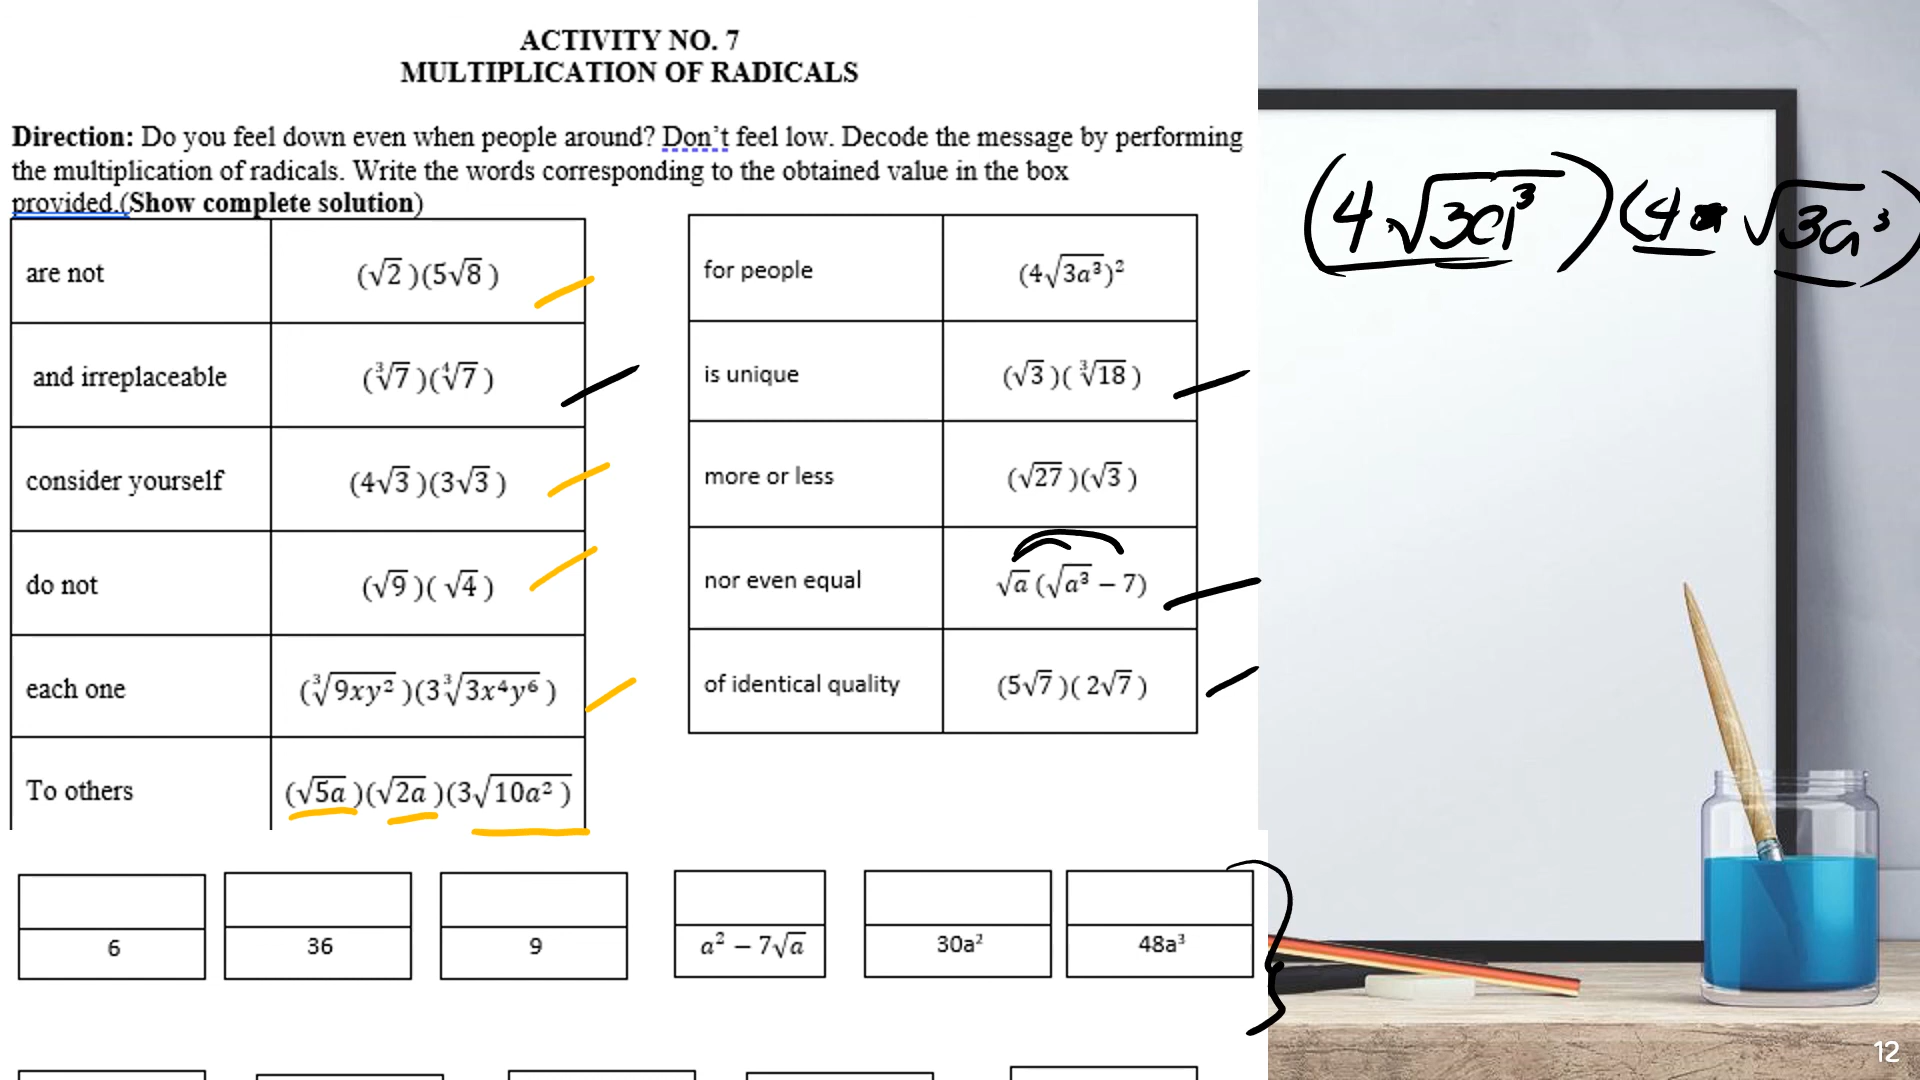 ACTIVITY NO. 7
MULTIPLICATION OF RADICALS
Direction: Do you feel down even when people around? Don't feel low. Decode the message by performing
the multiplication of radicals. Write the words corresponding to the obtained value in the box
provided.(Show complete solution)
are not (√2)(5√8)
and irreplaceable (∛7)(∜7)
consider yourself (4√3)(3√3)
do not (√9)(√4)
each one (∛9xy²)(3∛3x⁴y⁶)
To others (√5a)(√2a)(3√10a²)
for people (4√3a³)²
is unique (√3)(∛18)
more or less (√27)(√3)
nor even equal √a(√a³ − 7)
of identical quality (5√7)(2√7)
6 36 9 a² − 7√a 30a² 48a³
(4√3a³)(4 √3a³)
12